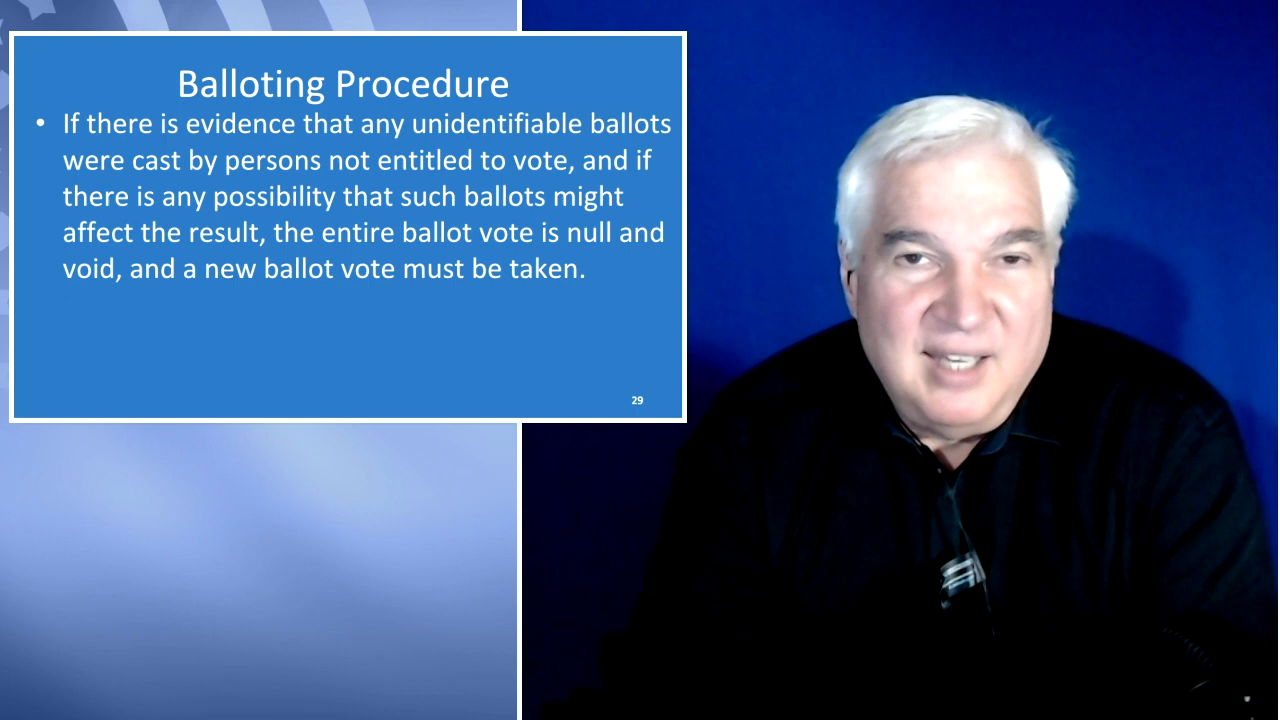 Balloting Procedure
• If there is evidence that any unidentifiable ballots
were cast by persons not entitled to vote, and if
there is any possibility that such ballots might
affect the result, the entire ballot vote is null and
void, and a new ballot vote must be taken.
29